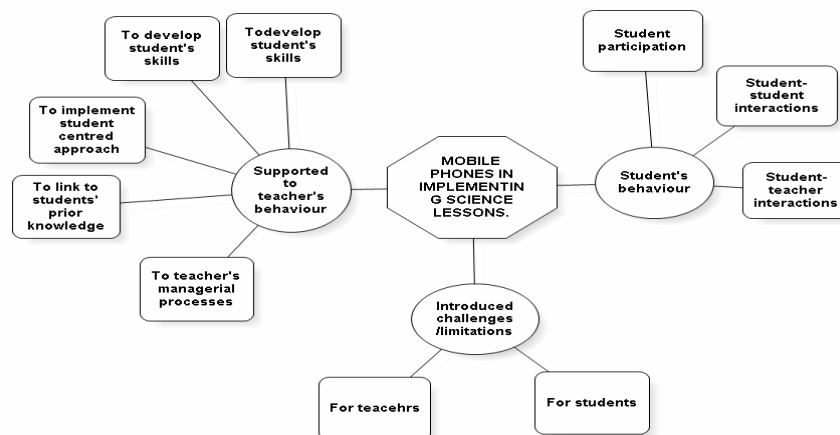 To develop
student's
skills
Todevelop
student's
skills
Student
participation
Student-
student
interactions
To implement
student
centred
approach
MOBILE
PHONES IN
IMPLEMENTIN
G SCIENCE
LESSONS.
Supported
to
teacher's
behaviour
Student's
behaviour
Student-
teacher
interactions
To link to
students'
prior
knowledge
To teacher's
managerial
processes
Introduced
challenges
/limitations
For teacehrs
For students